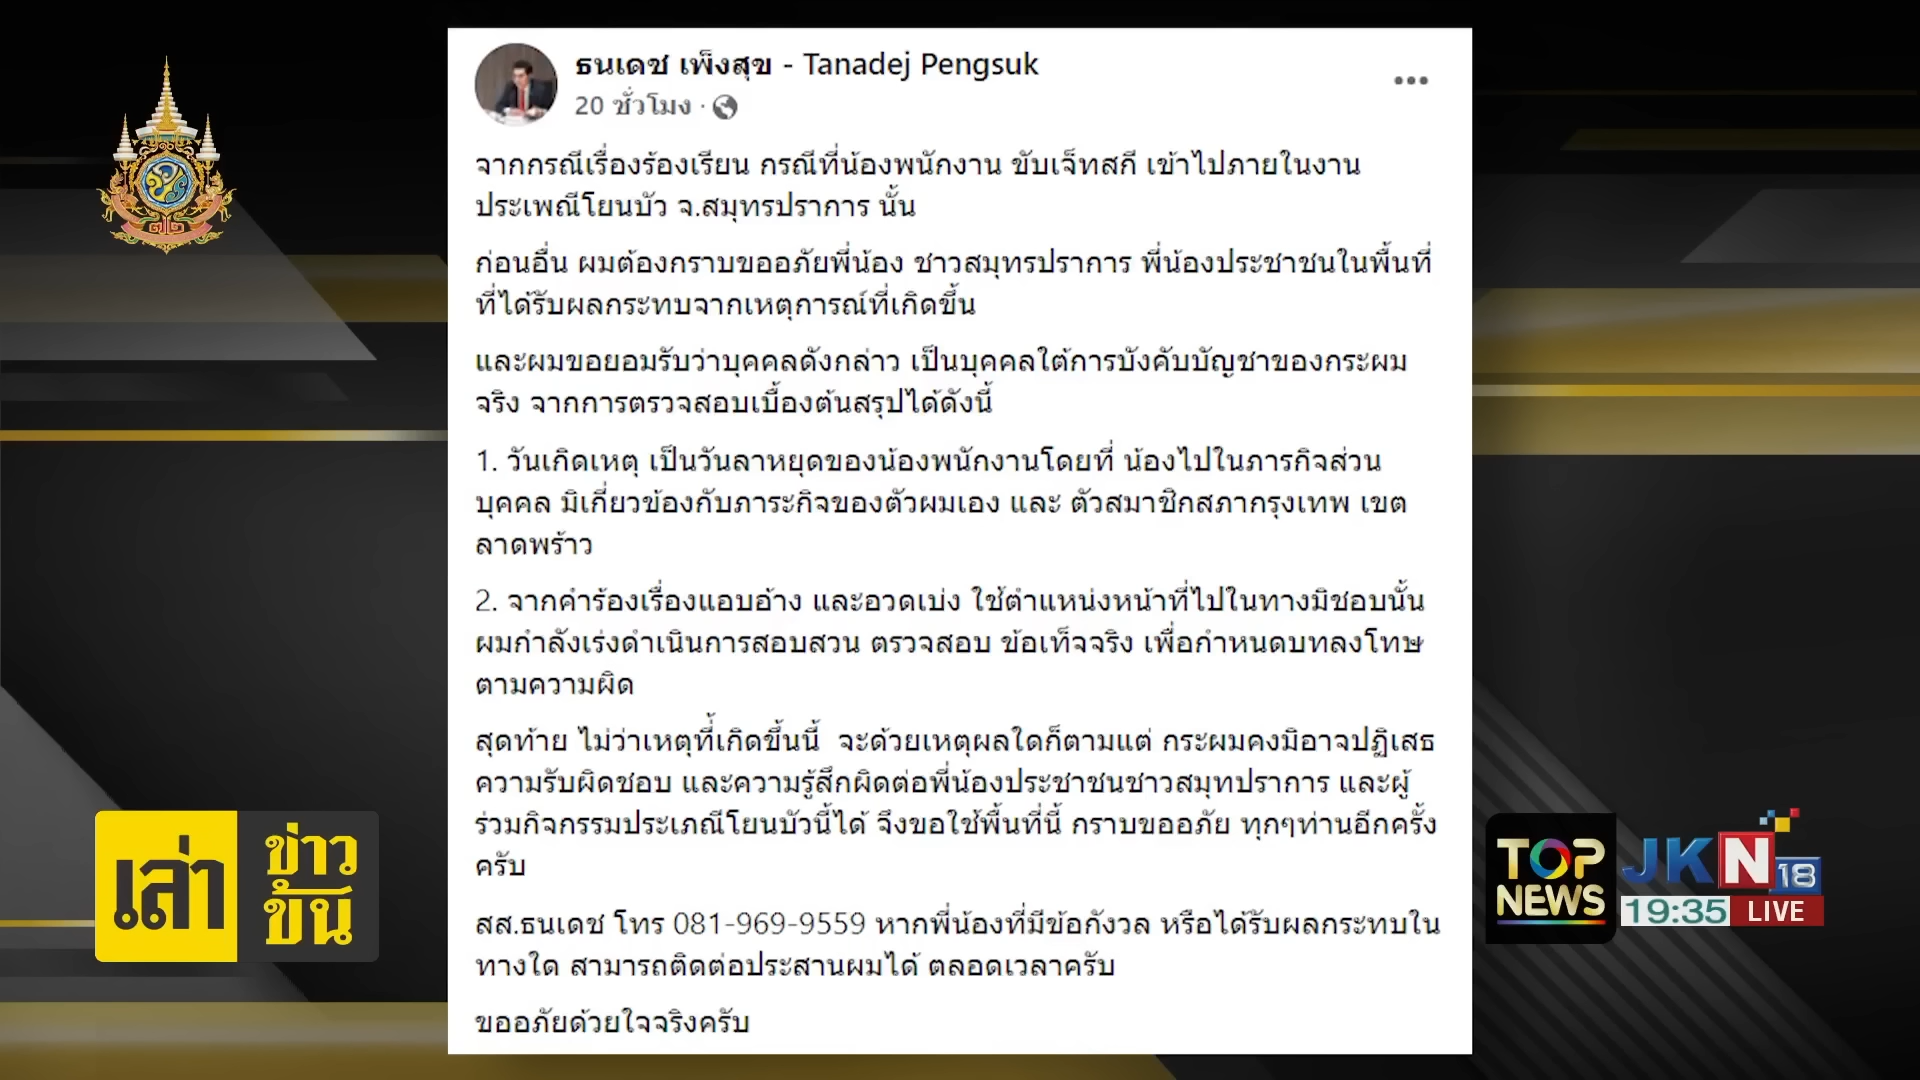 ธนเดช เพ็งสุข - Tanadej Pengsuk
20 ชั่วโมง ·
จากกรณีเรื่องร้องเรียน กรณีที่น้องพนักงาน ขับเจ็ทสกี เข้าไปภายในงาน
ประเพณีโยนบัว จ.สมุทรปราการ นั้น
ก่อนอื่น ผมต้องกราบขออภัยพี่น้อง ชาวสมุทรปราการ พี่น้องประชาชนในพื้นที่
ที่ได้รับผลกระทบจากเหตุการณ์ที่เกิดขึ้น
และผมขอยอมรับว่าบุคคลดังกล่าว เป็นบุคคลใต้การบังคับบัญชาของกระผม
จริง จากการตรวจสอบเบื้องต้นสรุปได้ดังนี้
1. วันเกิดเหตุ เป็นวันลาหยุดของน้องพนักงานโดยที่ น้องไปในภารกิจส่วน
บุคคล มิเกี่ยวข้องกับภาระกิจของตัวผมเอง และ ตัวสมาชิกสภากรุงเทพ เขต
ลาดพร้าว
2. จากคำร้องเรื่องแอบอ้าง และอวดเบ่ง ใช้ตำแหน่งหน้าที่ไปในทางมิชอบนั้น
ผมกำลังเร่งดำเนินการสอบสวน ตรวจสอบ ข้อเท็จจริง เพื่อกำหนดบทลงโทษ
ตามความผิด
สุดท้าย ไม่ว่าเหตุที่เกิดขึ้นนี้ จะด้วยเหตุผลใดก็ตามแต่ กระผมคงมิอาจปฏิเสธ
ความรับผิดชอบ และความรู้สึกผิดต่อพี่น้องประชาชนชาวสมุทปราการ และผู้
ร่วมกิจกรรมประเภณีโยนบัวนี้ได้ จึงขอใช้พื้นที่นี้ กราบขออภัย ทุกๆท่านอีกครั้ง
ครับ
สส.ธนเดช โทร 081-969-9559 หากพี่น้องที่มีข้อกังวล หรือได้รับผลกระทบใน
ทางใด สามารถติดต่อประสานผมได้ ตลอดเวลาครับ
ขออภัยด้วยใจจริงครับ
เล่า
ข่าว
ข้น
TOP
NEWS
JKN
18
19:35 LIVE
๗๒